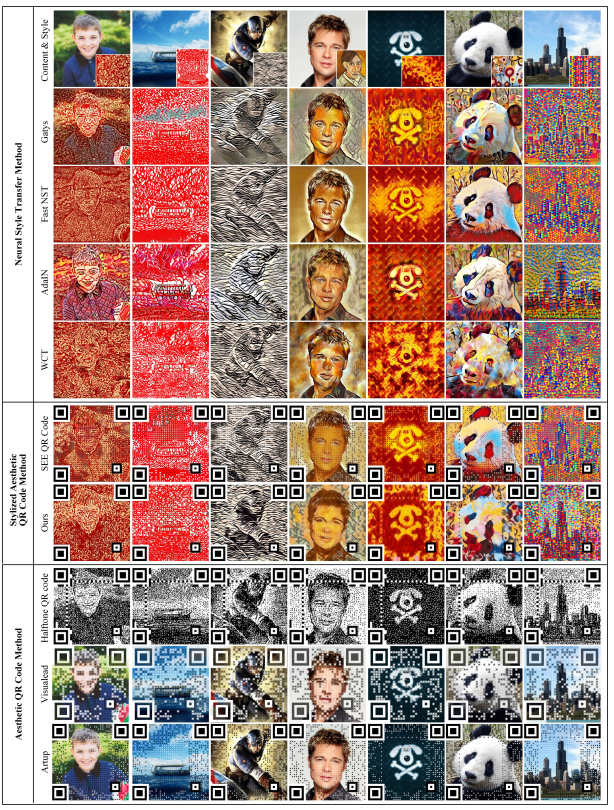 Content & Style
Neural Style Transfer Method
Gatys
Fast NST
AdaIN
WCT
Stylized Aesthetic
QR Code Method
SEE QR Code
Ours
Aesthetic QR Code Method
Halftone QR code
Visualead
Artup